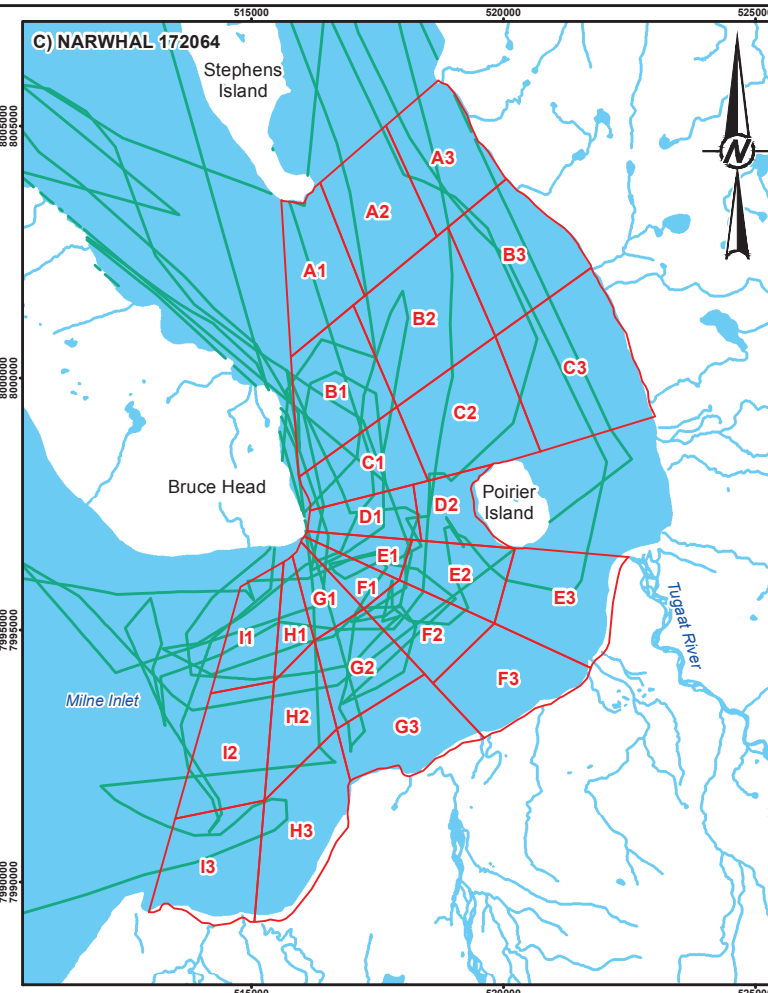 515000
520000
525000
C) NARWHAL 172064
Stephens
Island
N
8005000
A3
A2
B3
A1
B2
8000000
C3
B1
C2
C1
Bruce Head
Poirier
Island
D2
D1
E1
E2
F1
E3
G1
Tugaat River
7995000
I1
H1
F2
G2
F3
Milne Inlet
H2
G3
I2
H3
I3
7990000
515000
520000
525000